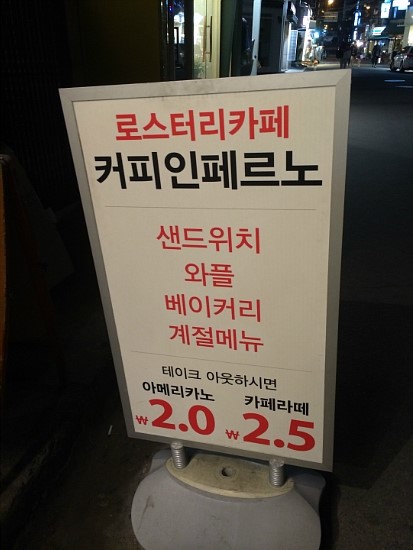 로스터리카페
커피인페르노
샌드위치
와플
베이커리
계절메뉴
테이크 아웃하시면
아메리카노 카페라떼
₩2.0 ₩2.5